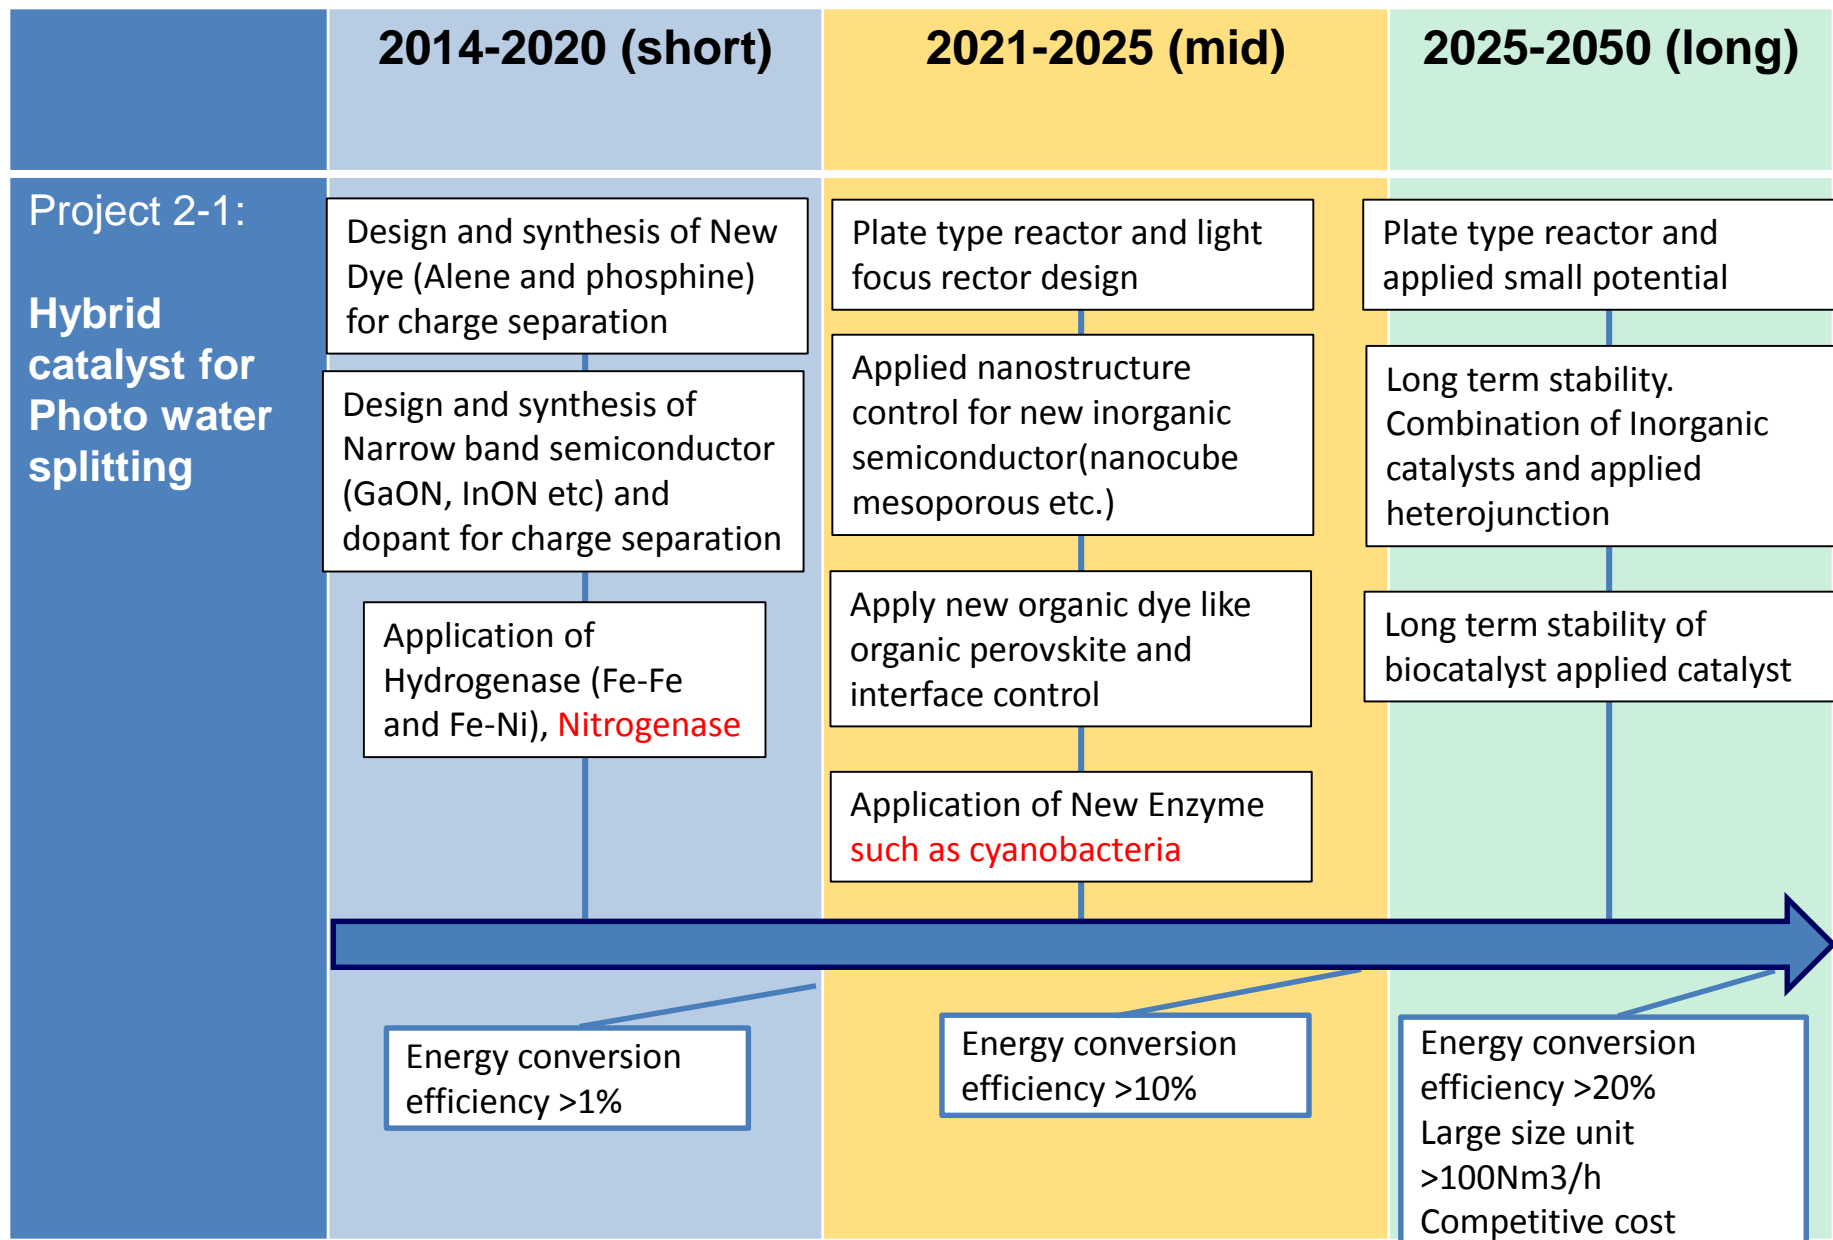 2014-2020 (short)
2021-2025 (mid)
2025-2050 (long)
Project 2-1:
Hybrid
catalyst for
Photo water
splitting
Design and synthesis of New
Dye (Alene and phosphine)
for charge separation
Design and synthesis of
Narrow band semiconductor
(GaON, InON etc) and
dopant for charge separation
Application of
Hydrogenase (Fe-Fe
and Fe-Ni), Nitrogenase
Plate type reactor and light
focus rector design
Applied nanostructure
control for new inorganic
semiconductor(nanocube
mesoporous etc.)
Apply new organic dye like
organic perovskite and
interface control
Application of New Enzyme
such as cyanobacteria
Plate type reactor and
applied small potential
Long term stability.
Combination of Inorganic
catalysts and applied
heterojunction
Long term stability of
biocatalyst applied catalyst
Energy conversion
efficiency >1%
Energy conversion
efficiency >10%
Energy conversion
efficiency >20%
Large size unit
>100Nm3/h
Competitive cost